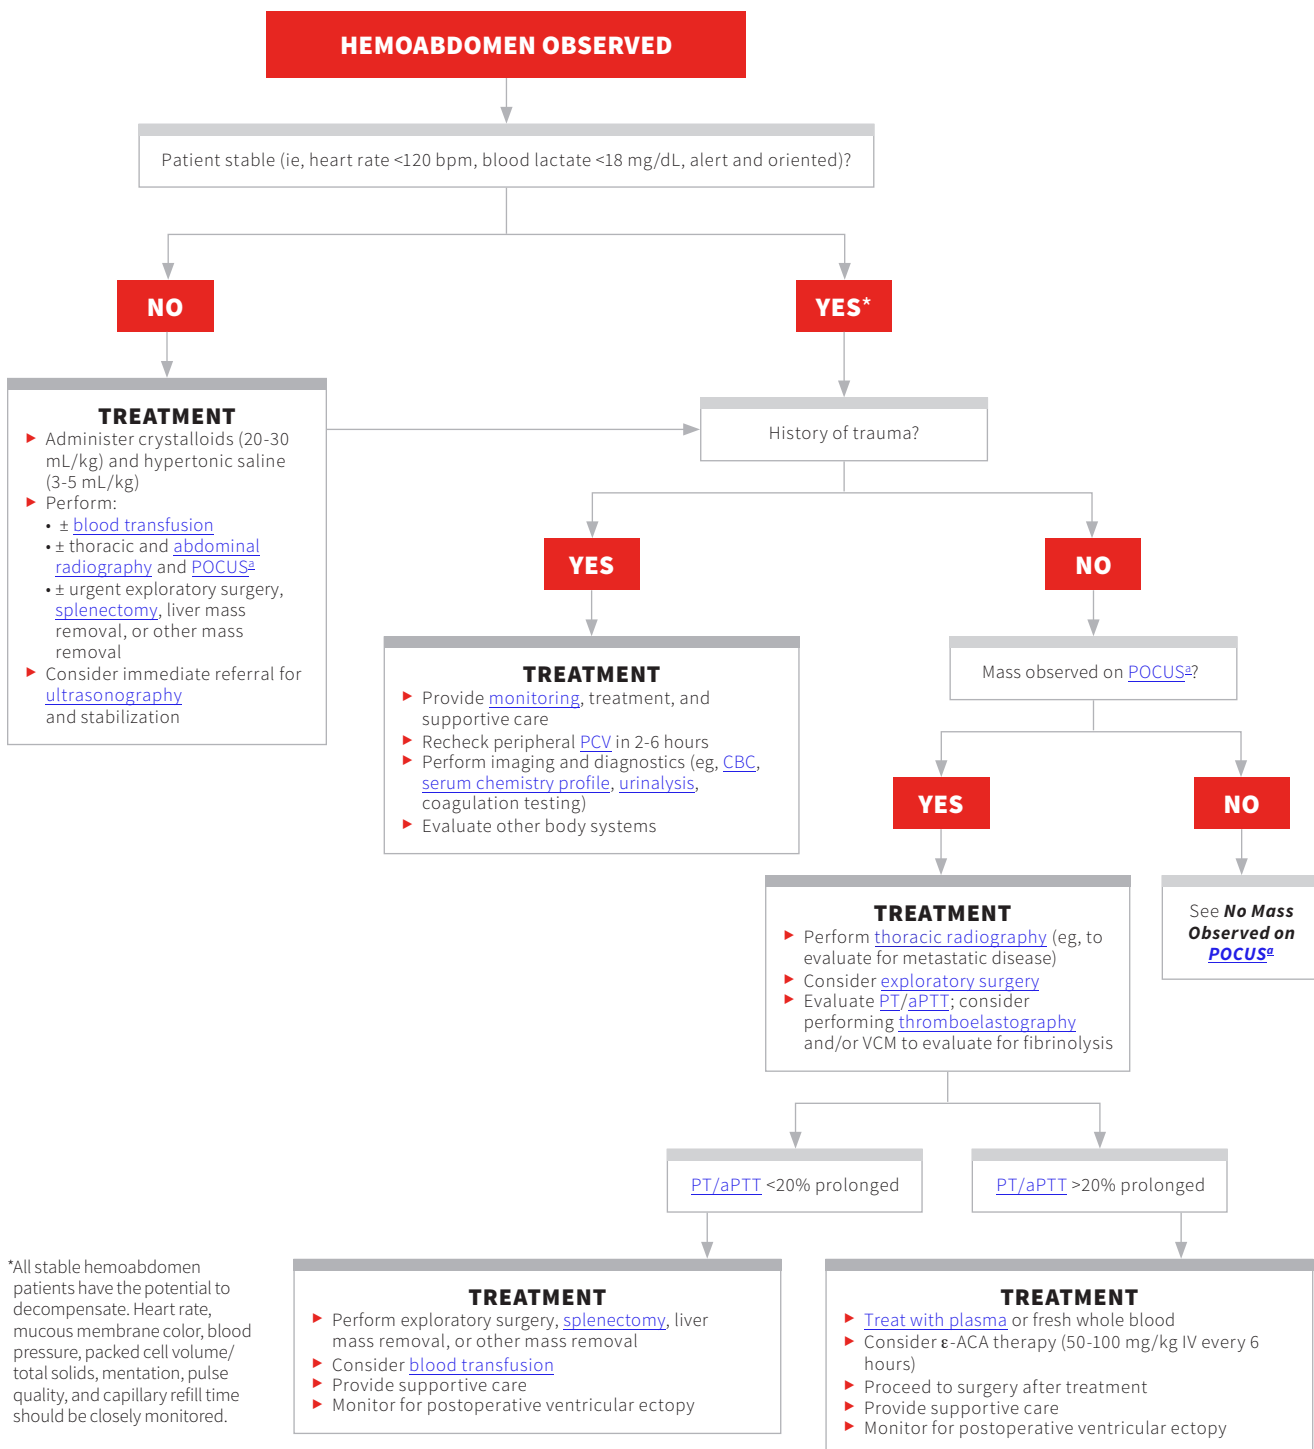 HEMOABDOMEN OBSERVED
Patient stable (ie, heart rate <120 bpm, blood lactate <18 mg/dL, alert and oriented)?
NO
YES*
TREATMENT
► Administer crystalloids (20-30
mL/kg) and hypertonic saline
(3-5 mL/kg)
► Perform:
• ± blood transfusion
• ± thoracic and abdominal
radiography and POCUSª
• ± urgent exploratory surgery,
splenectomy, liver mass
removal, or other mass
removal
► Consider immediate referral for
ultrasonography
and stabilization
History of trauma?
YES
NO
TREATMENT
► Provide monitoring, treatment, and
supportive care
► Recheck peripheral PCV in 2-6 hours
► Perform imaging and diagnostics (eg, CBC,
serum chemistry profile, urinalysis,
coagulation testing)
► Evaluate other body systems
Mass observed on POCUSª?
YES
NO
TREATMENT
► Perform thoracic radiography (eg, to
evaluate for metastatic disease)
► Consider exploratory surgery
► Evaluate PT/aPTT; consider
performing thromboelastography
and/or VCM to evaluate for fibrinolysis
See No Mass
Observed on
POCUSª
PT/aPTT <20% prolonged
PT/aPTT >20% prolonged
TREATMENT
► Perform exploratory surgery, splenectomy, liver
mass removal, or other mass removal
► Consider blood transfusion
► Provide supportive care
► Monitor for postoperative ventricular ectopy
TREATMENT
► Treat with plasma or fresh whole blood
► Consider ε-ACA therapy (50-100 mg/kg IV every 6
hours)
► Proceed to surgery after treatment
► Provide supportive care
► Monitor for postoperative ventricular ectopy
*All stable hemoabdomen
patients have the potential to
decompensate. Heart rate,
mucous membrane color, blood
pressure, packed cell volume/
total solids, mentation, pulse
quality, and capillary refill time
should be closely monitored.